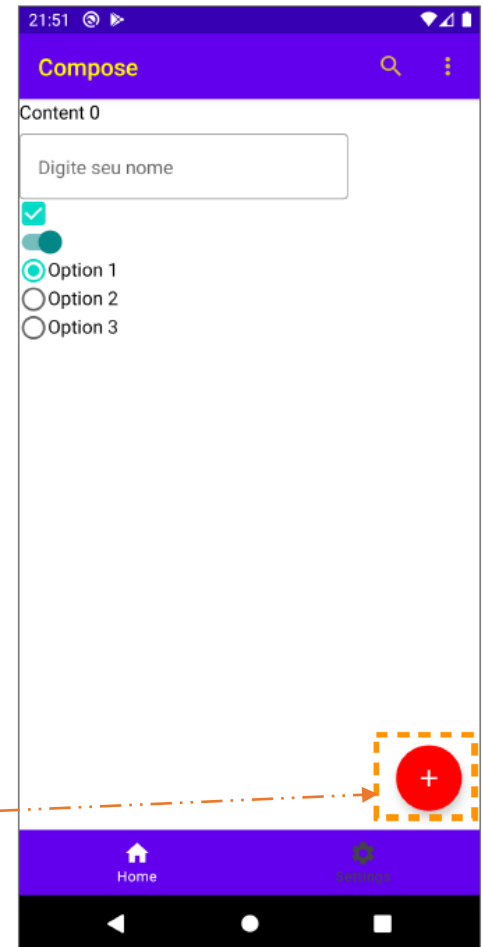 21:51
Compose
Content 0
Digite seu nome
Option 1
Option 2
Option 3
+
Home
Settings